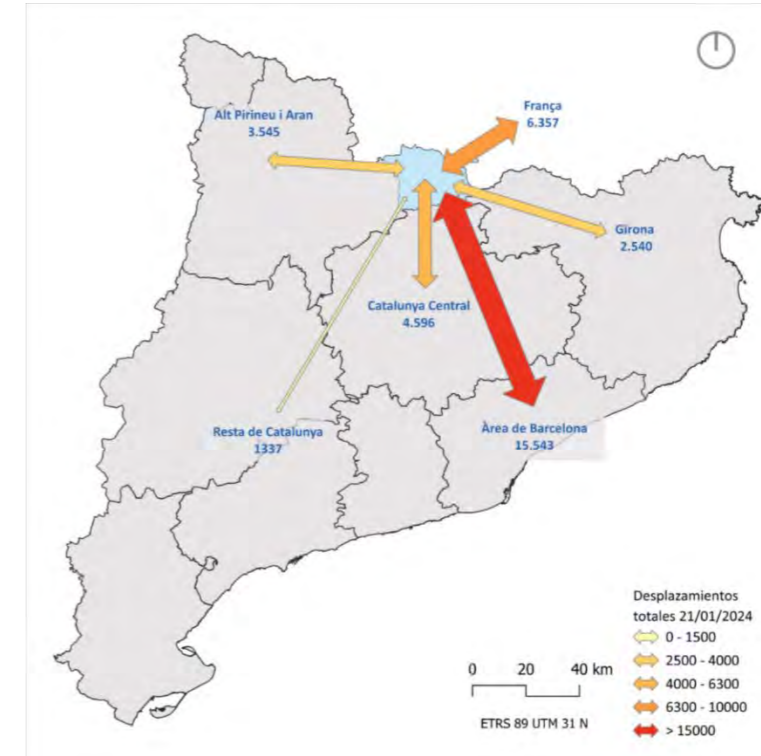 Alt Pirineu i Aran
3.545
França
6.357
Girona
2.540
Catalunya Central
4.596
Resta de Catalunya
1337
Àrea de Barcelona
15.543
Desplazamientos
totales 21/01/2024
0 - 1500
2500 - 4000
4000 - 6300
6300 - 10000
> 15000
0 20 40 km
ETRS 89 UTM 31 N